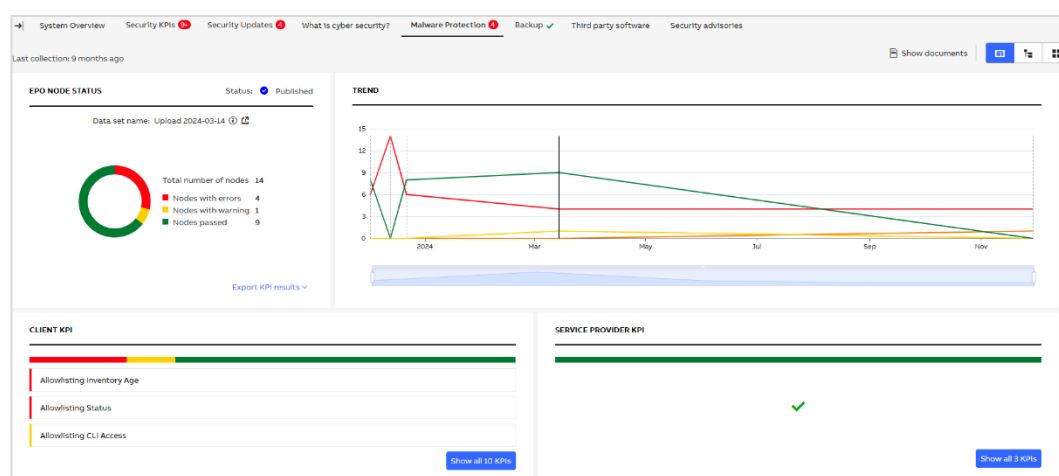 System Overview Security KPIs 9+ Security Updates 4 What is cyber security? Malware Protection 4 Backup Third party software Security advisories
Last collection: 9 months ago
Show documents
EPO NODE STATUS Status: Published
Data set name: Upload 2024-03-14
Total number of nodes 14
Nodes with errors 4
Nodes with warning 1
Nodes passed 9
Export KPI results
TREND
15
12
9
6
3
0
2024 Mar May Jul Sep Nov
CLIENT KPI
Allowlisting Inventory Age
Allowlisting Status
Allowlisting CLI Access
Show all 10 KPIs
SERVICE PROVIDER KPI
Show all 3 KPIs